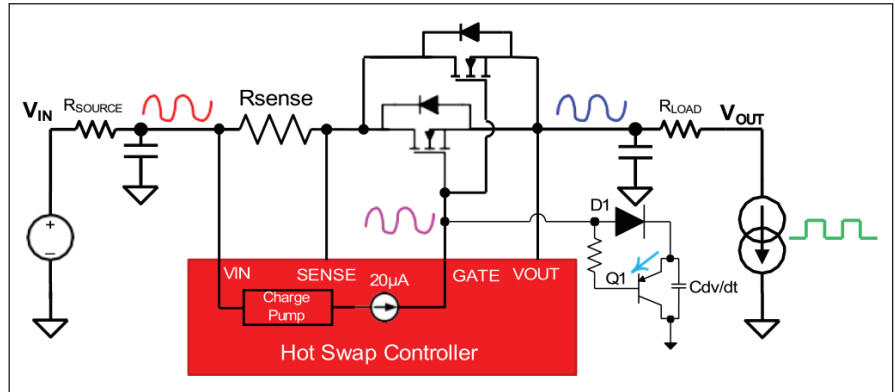 VIN
RSOURCE
Rsense
RLOAD
VOUT
D1
Q1
Cdv/dt
+
−
VIN
SENSE
20µA
GATE
VOUT
Charge
Pump
Hot Swap Controller